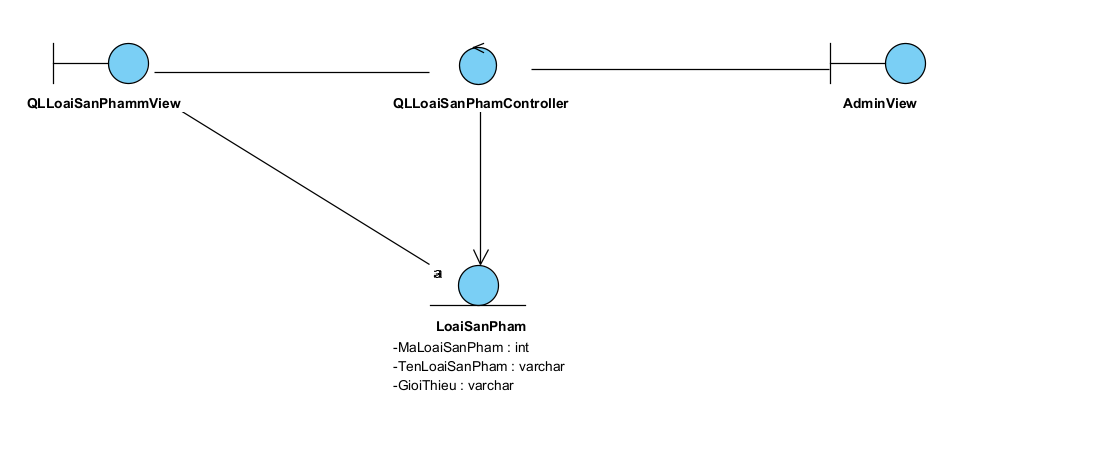 QLLoaiSanPhammView
QLLoaiSanPhamController
AdminView
a
LoaiSanPham
-MaLoaiSanPham : int
-TenLoaiSanPham : varchar
-GioiThieu : varchar